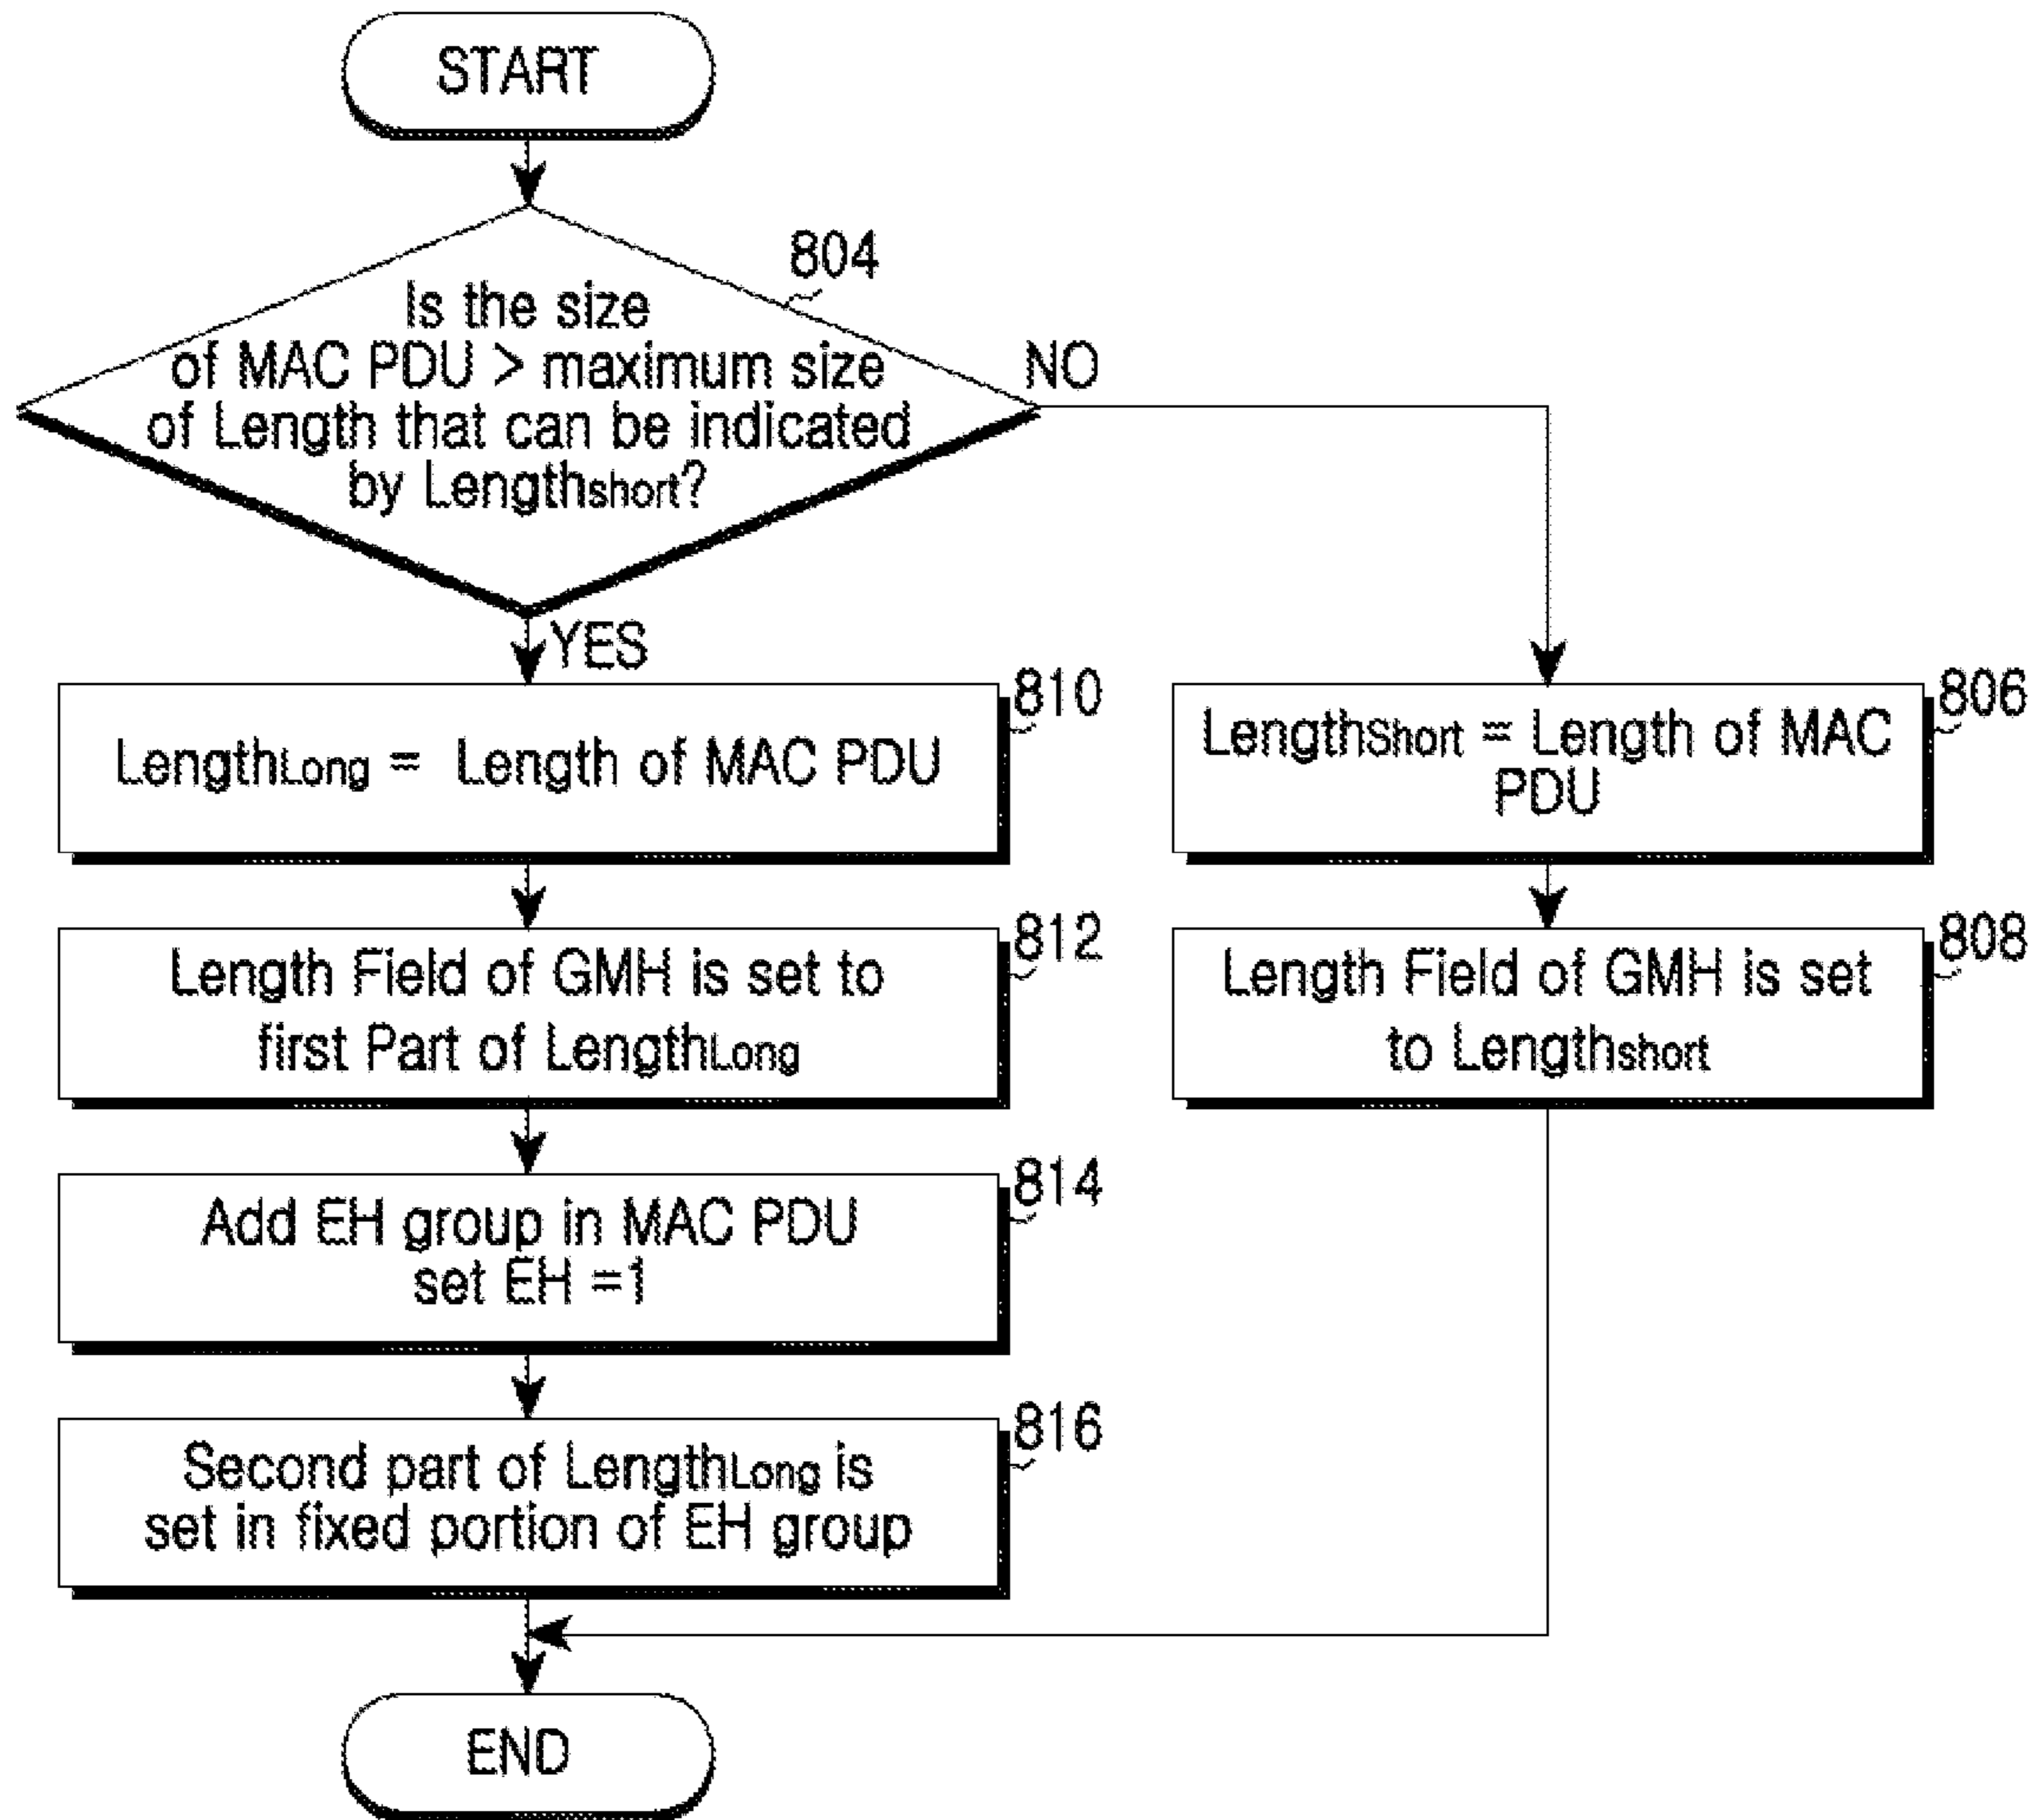 START
804
Is the size
of MAC PDU > maximum size
of Length that can be indicated
by Lengthshort?
NO
YES
810
LengthLong = Length of MAC PDU
806
LengthShort = Length of MAC
PDU
812
Length Field of GMH is set to
first Part of LengthLong
808
Length Field of GMH is set
to Lengthshort
814
Add EH group in MAC PDU
set EH =1
816
Second part of LengthLong is
set in fixed portion of EH group
END